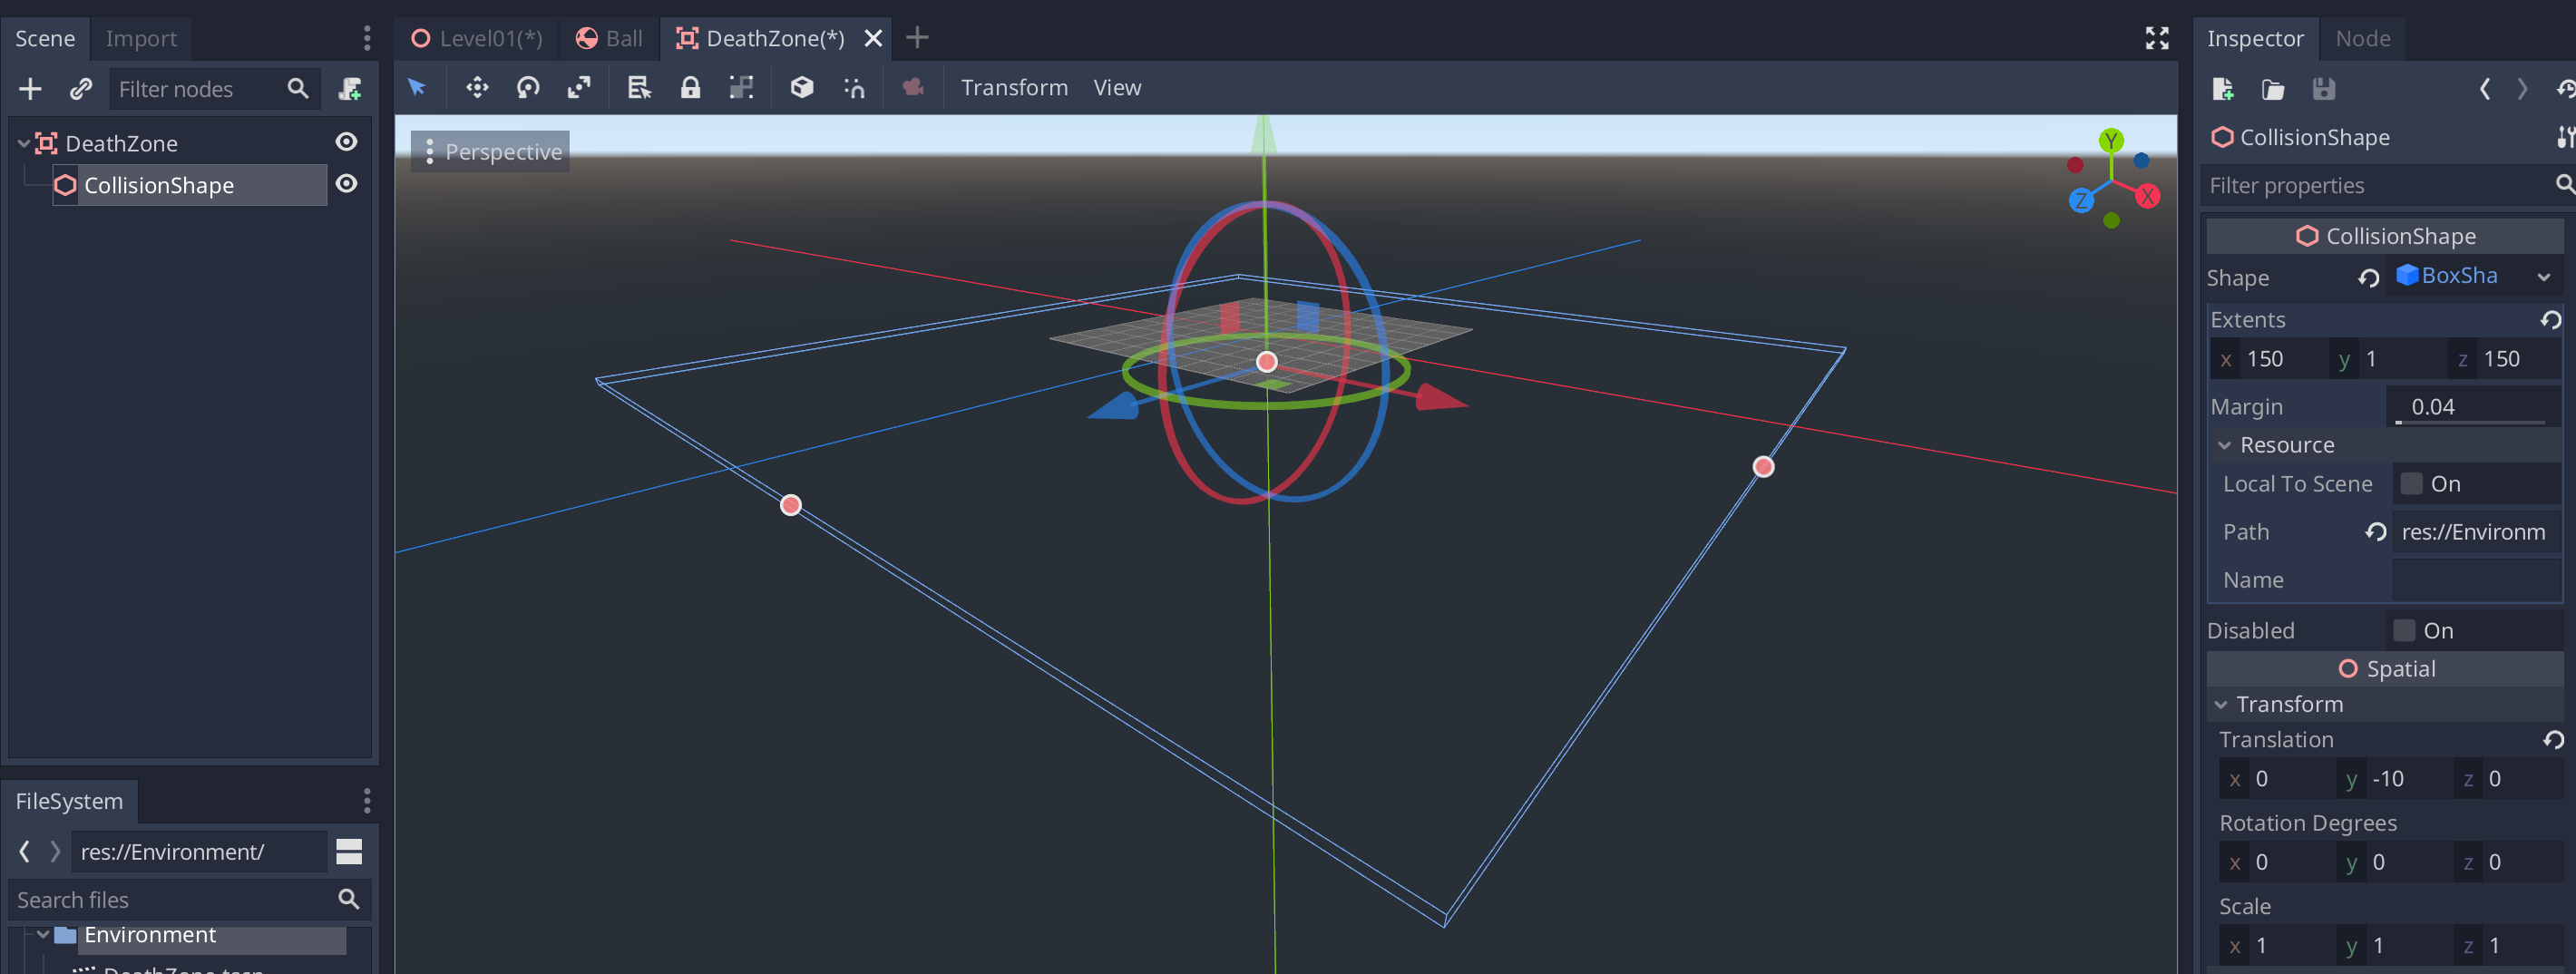 Scene Import
Filter nodes
DeathZone
CollisionShape
FileSystem
res://Environment/
Search files
Environment
DeathZone.tscn
Level01(*) Ball DeathZone(*)
Transform View
Perspective
Y
Z X
Inspector Node
CollisionShape
Filter properties
CollisionShape
Shape BoxSha
Extents
x 150 y 1 z 150
Margin 0.04
Resource
Local To Scene On
Path res://Environm
Name
Disabled On
Spatial
Transform
Translation
x 0 y -10 z 0
Rotation Degrees
x 0 y 0 z 0
Scale
x 1 y 1 z 1